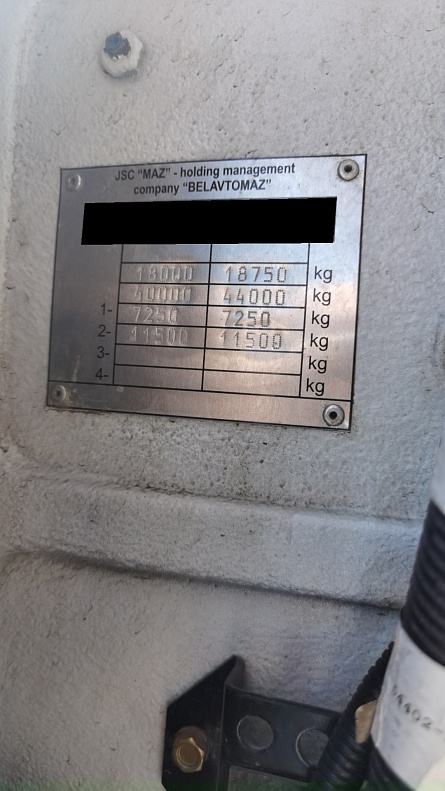 JSC “MAZ” - holding management
company “BELAVTOMAZ”
18000 18750 kg
40000 44000 kg
1- 7250 7250 kg
2- 11500 11500 kg
3- kg
4- kg